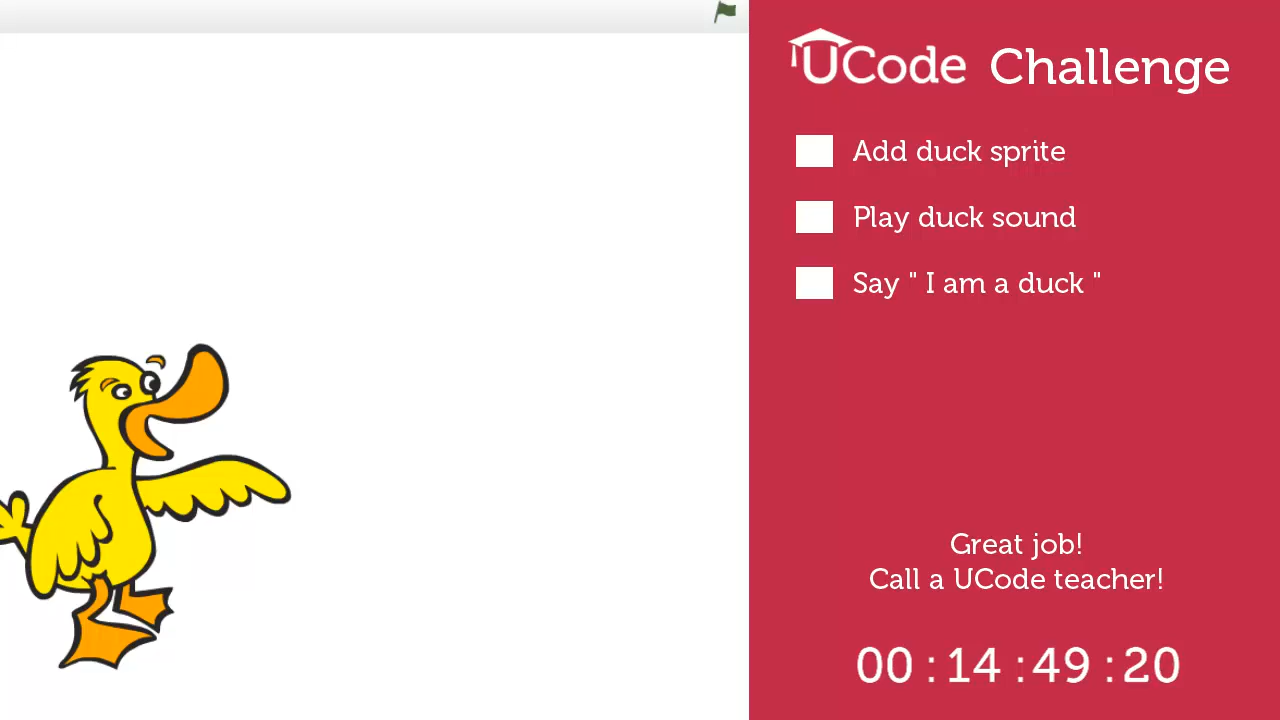 UCode Challenge
Add duck sprite
Play duck sound
Say " I am a duck "
Great job!
Call a UCode teacher!
00 : 14 : 49 : 20